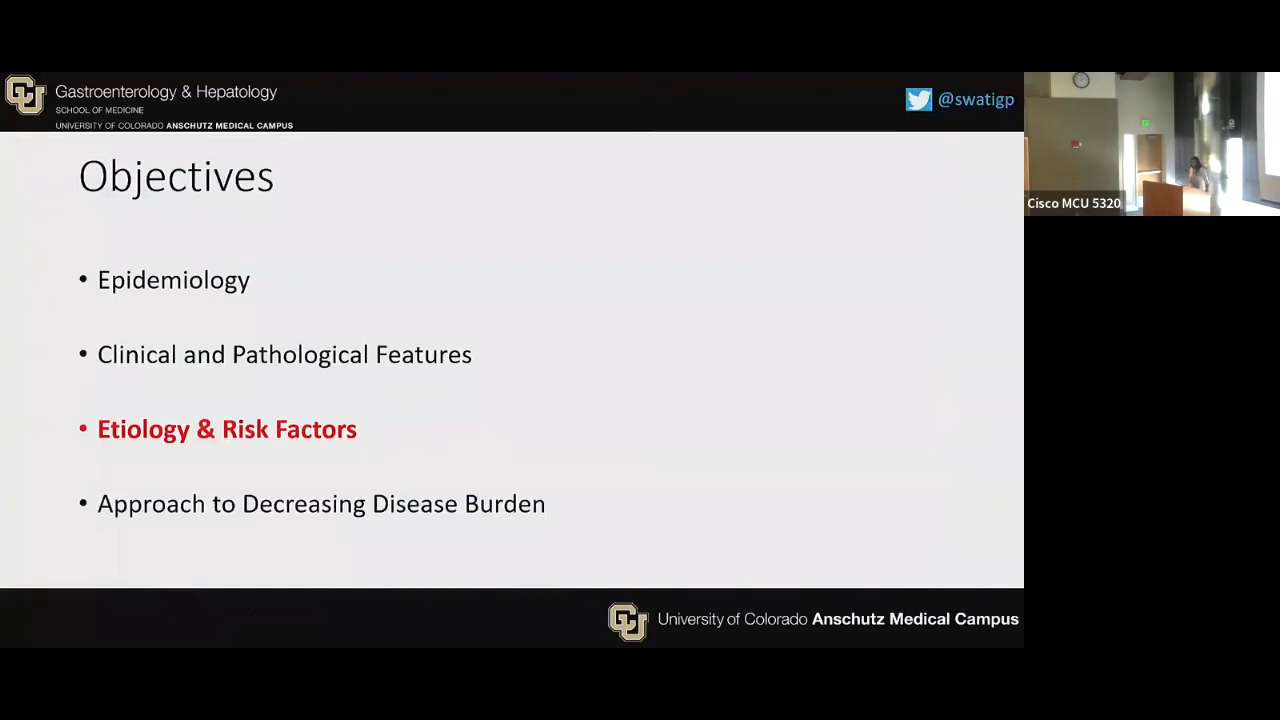 Gastroenterology & Hepatology
SCHOOL OF MEDICINE
UNIVERSITY OF COLORADO ANSCHUTZ MEDICAL CAMPUS
@swatigp
Objectives
• Epidemiology
• Clinical and Pathological Features
• Etiology & Risk Factors
• Approach to Decreasing Disease Burden
University of Colorado Anschutz Medical Campus
Cisco MCU 5320